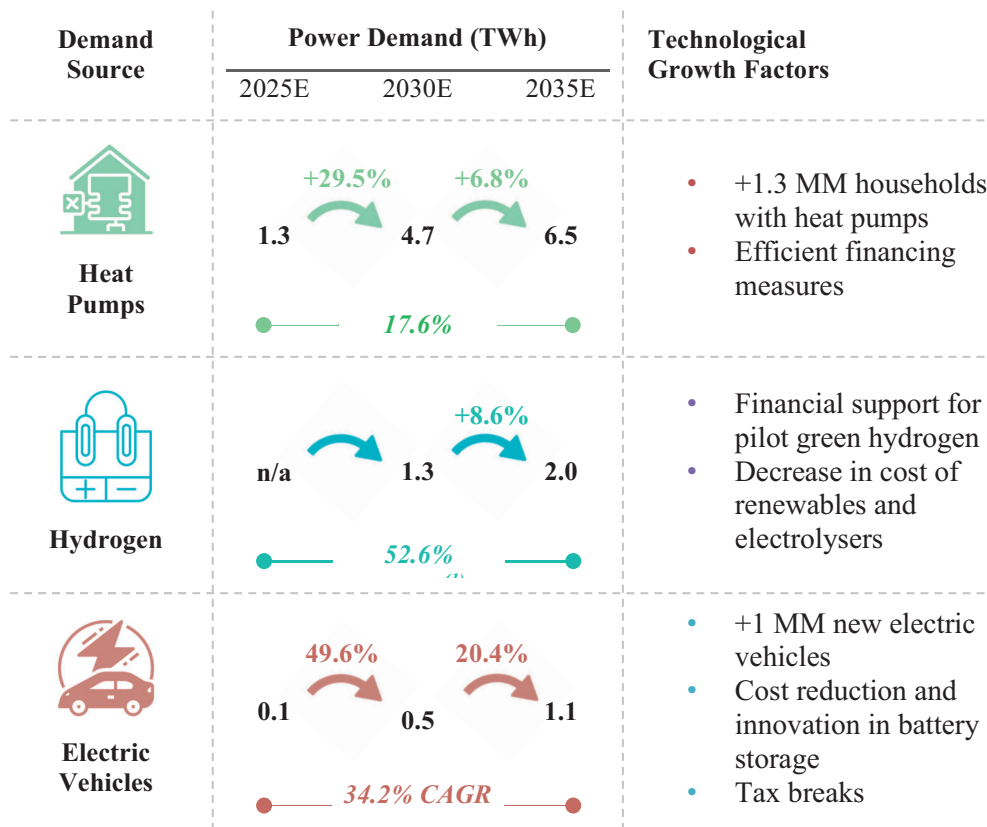 Demand
Source
Power Demand (TWh)
2025E 2030E 2035E
Technological
Growth Factors
Heat
Pumps
+29.5% +6.8%
1.3 4.7 6.5
17.6%
• +1.3 MM households
with heat pumps
• Efficient financing
measures
Hydrogen
+8.6%
n/a 1.3 2.0
52.6%
• Financial support for
pilot green hydrogen
• Decrease in cost of
renewables and
electrolysers
Electric
Vehicles
49.6% 20.4%
0.1 0.5 1.1
34.2% CAGR
• +1 MM new electric
vehicles
• Cost reduction and
innovation in battery
storage
• Tax breaks